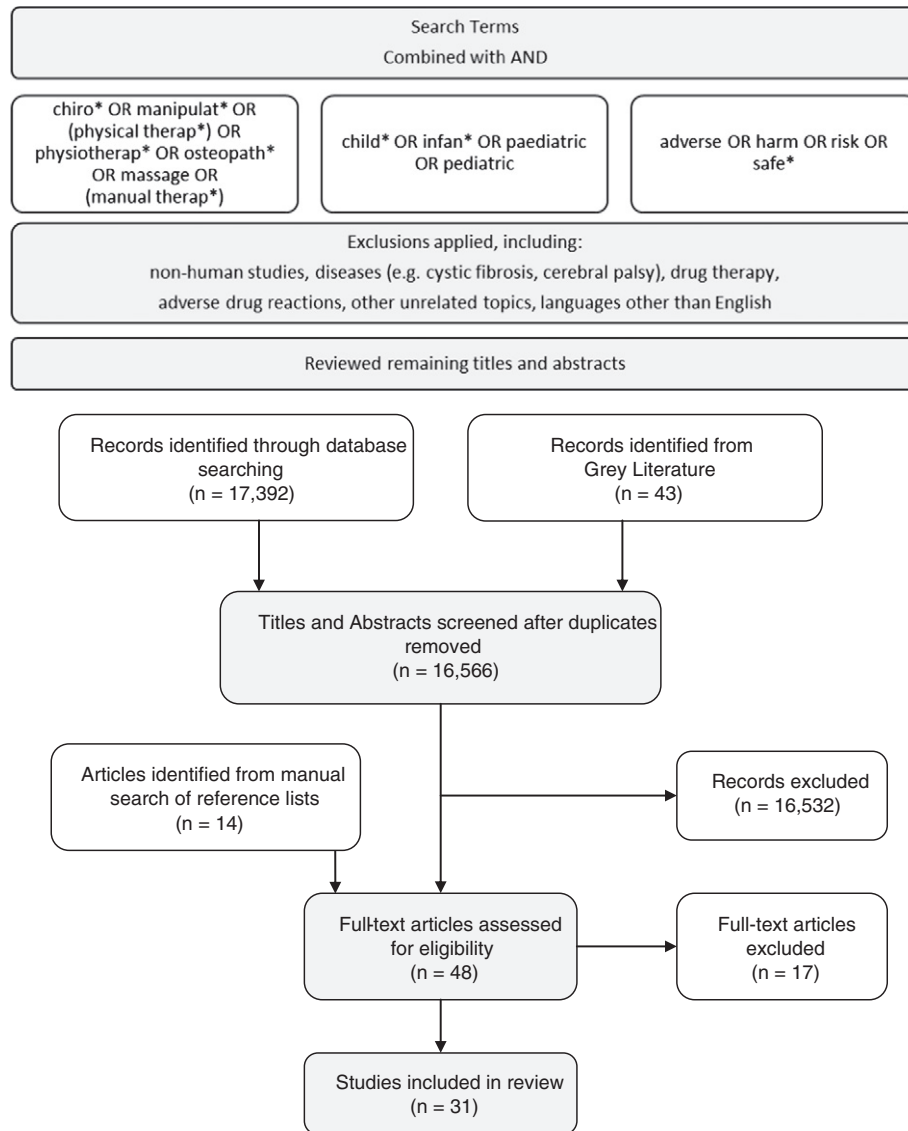 Search Terms
Combined with AND
chiro* OR manipulat* OR
(physical therap*) OR
physiotherap* OR osteopath*
OR massage OR
(manual therap*)
child* OR infan* OR paediatric
OR pediatric
adverse OR harm OR risk OR
safe*
Exclusions applied, including:
non-human studies, diseases (e.g. cystic fibrosis, cerebral palsy), drug therapy,
adverse drug reactions, other unrelated topics, languages other than English
Reviewed remaining titles and abstracts
Records identified through database
searching
(n = 17,392)
Records identified from
Grey Literature
(n = 43)
Titles and Abstracts screened after duplicates
removed
(n = 16,566)
Articles identified from manual
search of reference lists
(n = 14)
Records excluded
(n = 16,532)
Full-text articles assessed
for eligibility
(n = 48)
Full-text articles
excluded
(n = 17)
Studies included in review
(n = 31)